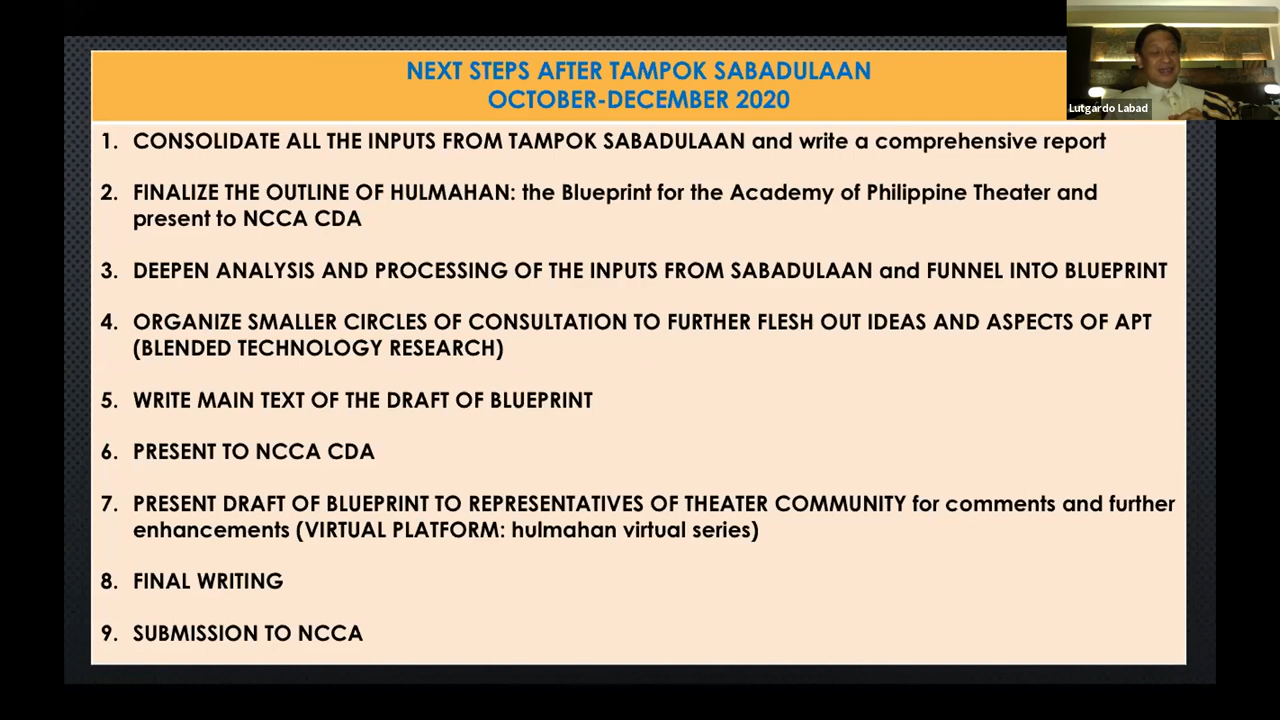 NEXT STEPS AFTER TAMPOK SABADULAAN
OCTOBER-DECEMBER 2020
Lutgardo Labad
1. CONSOLIDATE ALL THE INPUTS FROM TAMPOK SABADULAAN and write a comprehensive report
2. FINALIZE THE OUTLINE OF HULMAHAN: the Blueprint for the Academy of Philippine Theater and
present to NCCA CDA
3. DEEPEN ANALYSIS AND PROCESSING OF THE INPUTS FROM SABADULAAN and FUNNEL INTO BLUEPRINT
4. ORGANIZE SMALLER CIRCLES OF CONSULTATION TO FURTHER FLESH OUT IDEAS AND ASPECTS OF APT
(BLENDED TECHNOLOGY RESEARCH)
5. WRITE MAIN TEXT OF THE DRAFT OF BLUEPRINT
6. PRESENT TO NCCA CDA
7. PRESENT DRAFT OF BLUEPRINT TO REPRESENTATIVES OF THEATER COMMUNITY for comments and further
enhancements (VIRTUAL PLATFORM: hulmahan virtual series)
8. FINAL WRITING
9. SUBMISSION TO NCCA